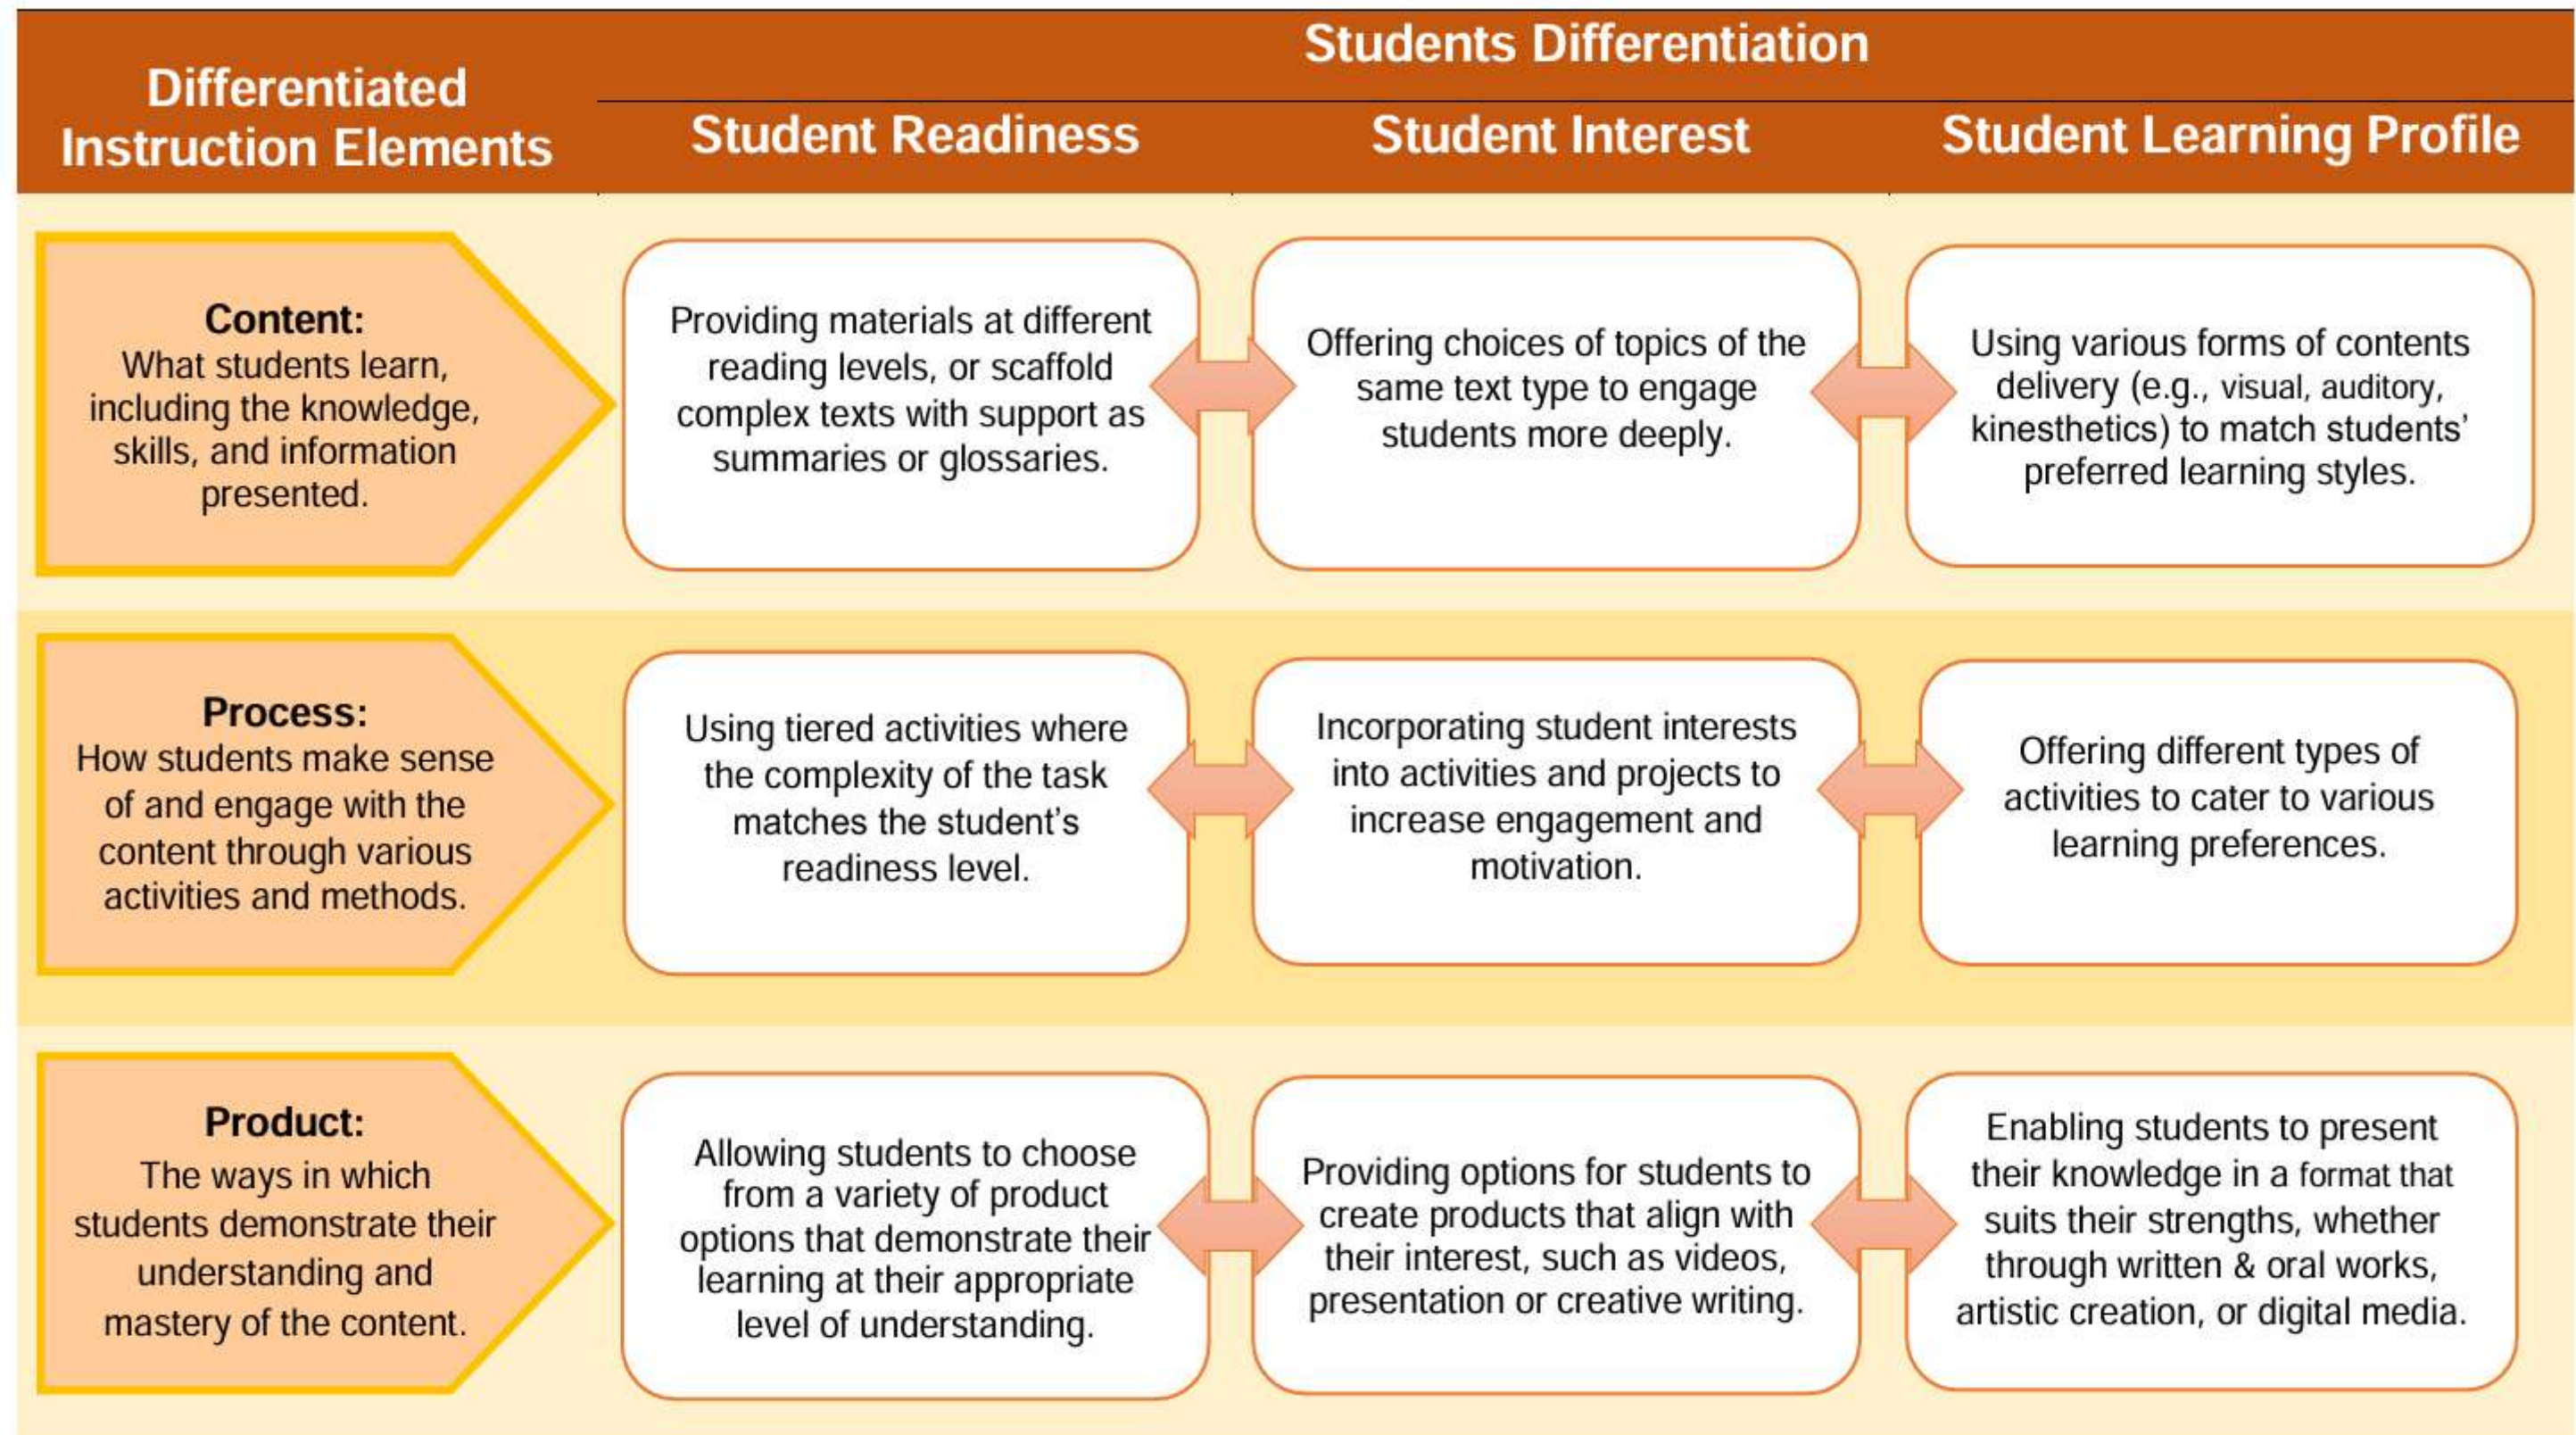 Students Differentiation
Differentiated
Instruction Elements
Student Readiness
Student Interest
Student Learning Profile
Content:
What students learn,
including the knowledge,
skills, and information
presented.
Providing materials at different
reading levels, or scaffold
complex texts with support as
summaries or glossaries.
Offering choices of topics of the
same text type to engage
students more deeply.
Using various forms of contents
delivery (e.g., visual, auditory,
kinesthetics) to match students’
preferred learning styles.
Process:
How students make sense
of and engage with the
content through various
activities and methods.
Using tiered activities where
the complexity of the task
matches the student’s
readiness level.
Incorporating student interests
into activities and projects to
increase engagement and
motivation.
Offering different types of
activities to cater to various
learning preferences.
Product:
The ways in which
students demonstrate their
understanding and
mastery of the content.
Allowing students to choose
from a variety of product
options that demonstrate their
learning at their appropriate
level of understanding.
Providing options for students to
create products that align with
their interest, such as videos,
presentation or creative writing.
Enabling students to present
their knowledge in a format that
suits their strengths, whether
through written & oral works,
artistic creation, or digital media.